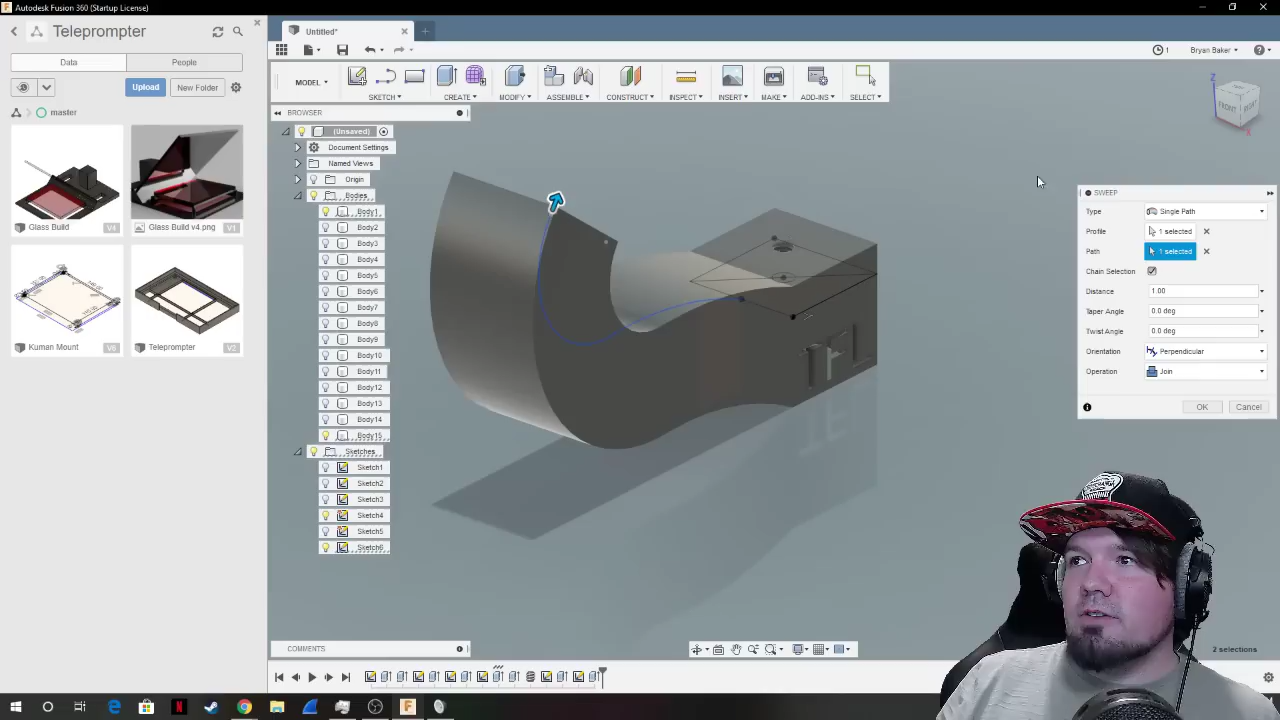 Autodesk Fusion 360 (Startup License)
Teleprompter
Data
People
Upload
New Folder
master
Glass Build
V4
Glass Build v4.png
V1
Kuman Mount
V6
Teleprompter
V2
Untitled*
1
Bryan Baker
MODEL
SKETCH
CREATE
MODIFY
ASSEMBLE
CONSTRUCT
INSPECT
INSERT
MAKE
ADD-INS
SELECT
BROWSER
(Unsaved)
Document Settings
Named Views
Origin
Bodies
Body1
Body2
Body3
Body4
Body5
Body6
Body7
Body8
Body9
Body10
Body11
Body12
Body13
Body14
Body15
Sketches
Sketch1
Sketch2
Sketch3
Sketch4
Sketch5
Sketch6
TFL
Z
FRONT
RIGHT
X
SWEEP
Type
Single Path
Profile
1 selected
Path
1 selected
Chain Selection
Distance
1.00
Taper Angle
0.0 deg
Twist Angle
0.0 deg
Orientation
Perpendicular
Operation
Join
OK
Cancel
COMMENTS
2 selections